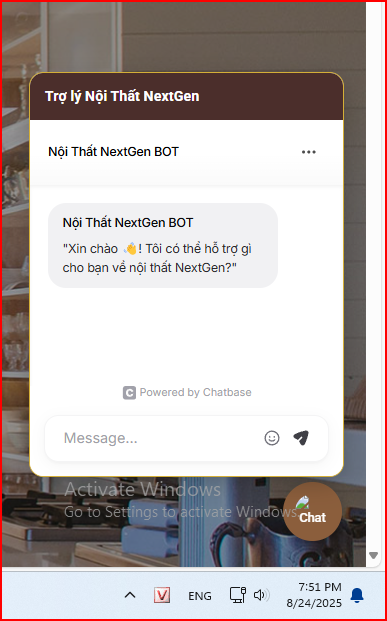 Trợ lý Nội Thất NextGen
Nội Thất NextGen BOT
Nội Thất NextGen BOT
"Xin chào 👋! Tôi có thể hỗ trợ gì
cho bạn về nội thất NextGen?"
C Powered by Chatbase
Message...
Activate Windows
Go to Settings to activate Windows.
Chat
V
ENG
7:51 PM
8/24/2025